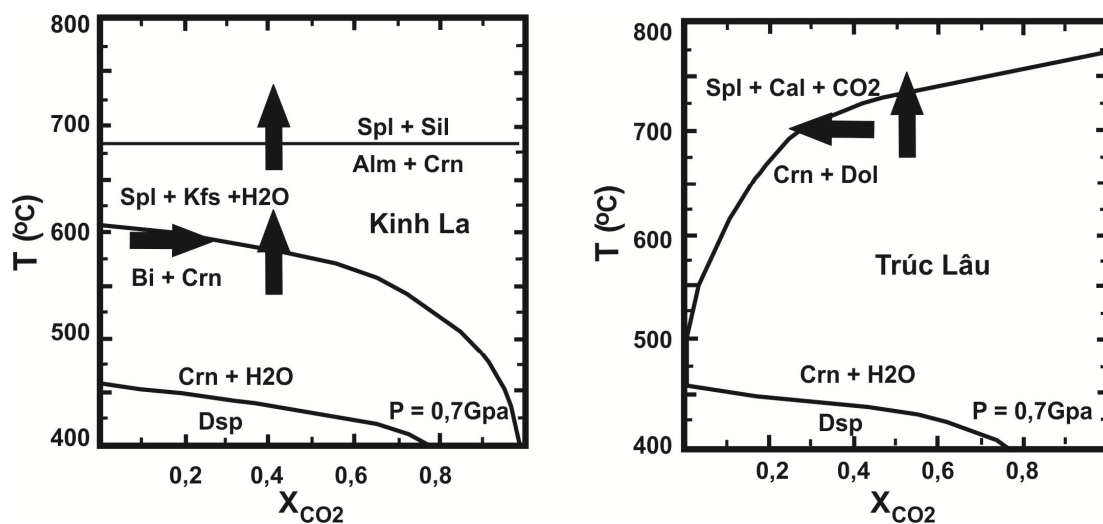 800
700
600
500
400
T (oC)
Spl + Sil
Alm + Crn
Spl + Kfs +H2O
Kinh La
Bi + Crn
Crn + H2O
Dsp
P = 0,7Gpa
0,2
0,4
0,6
0,8
XCO2
800
700
600
500
400
T (oC)
Spl + Cal + CO2
Crn + Dol
Trúc Lâu
Crn + H2O
Dsp
P = 0,7Gpa
0,2
0,4
0,6
0,8
XCO2